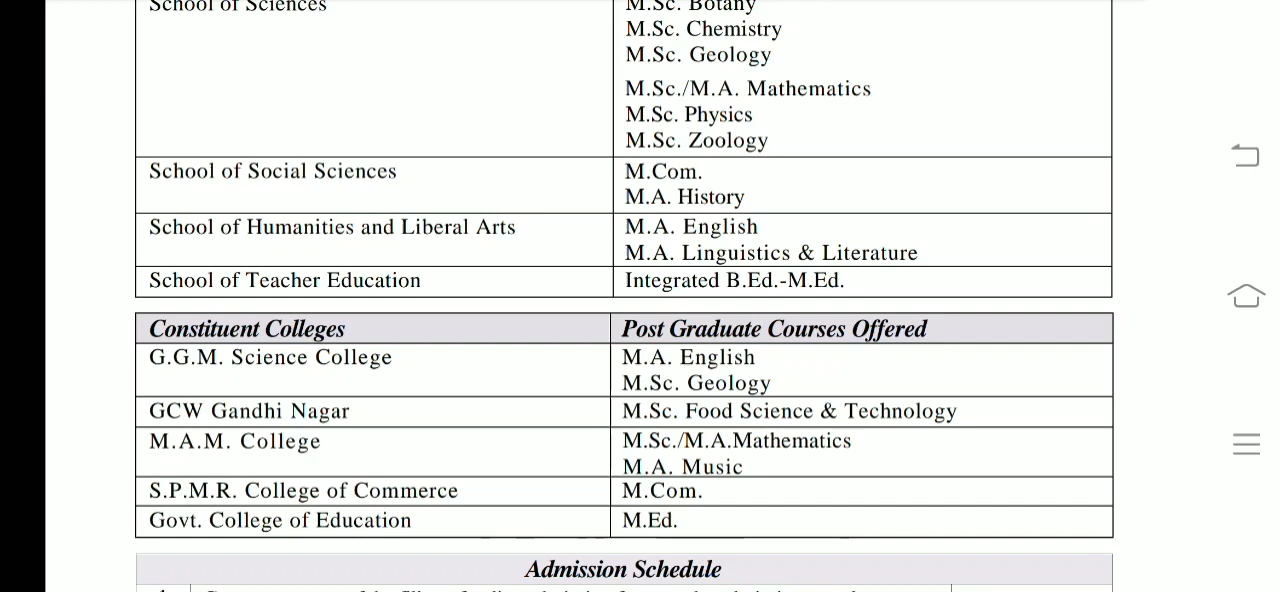 School of Sciences
M.Sc. Botany
M.Sc. Chemistry
M.Sc. Geology
M.Sc./M.A. Mathematics
M.Sc. Physics
M.Sc. Zoology
School of Social Sciences
M.Com.
M.A. History
School of Humanities and Liberal Arts
M.A. English
M.A. Linguistics & Literature
School of Teacher Education
Integrated B.Ed.-M.Ed.
Constituent Colleges
Post Graduate Courses Offered
G.G.M. Science College
M.A. English
M.Sc. Geology
GCW Gandhi Nagar
M.Sc. Food Science & Technology
M.A.M. College
M.Sc./M.A.Mathematics
M.A. Music
S.P.M.R. College of Commerce
M.Com.
Govt. College of Education
M.Ed.
Admission Schedule